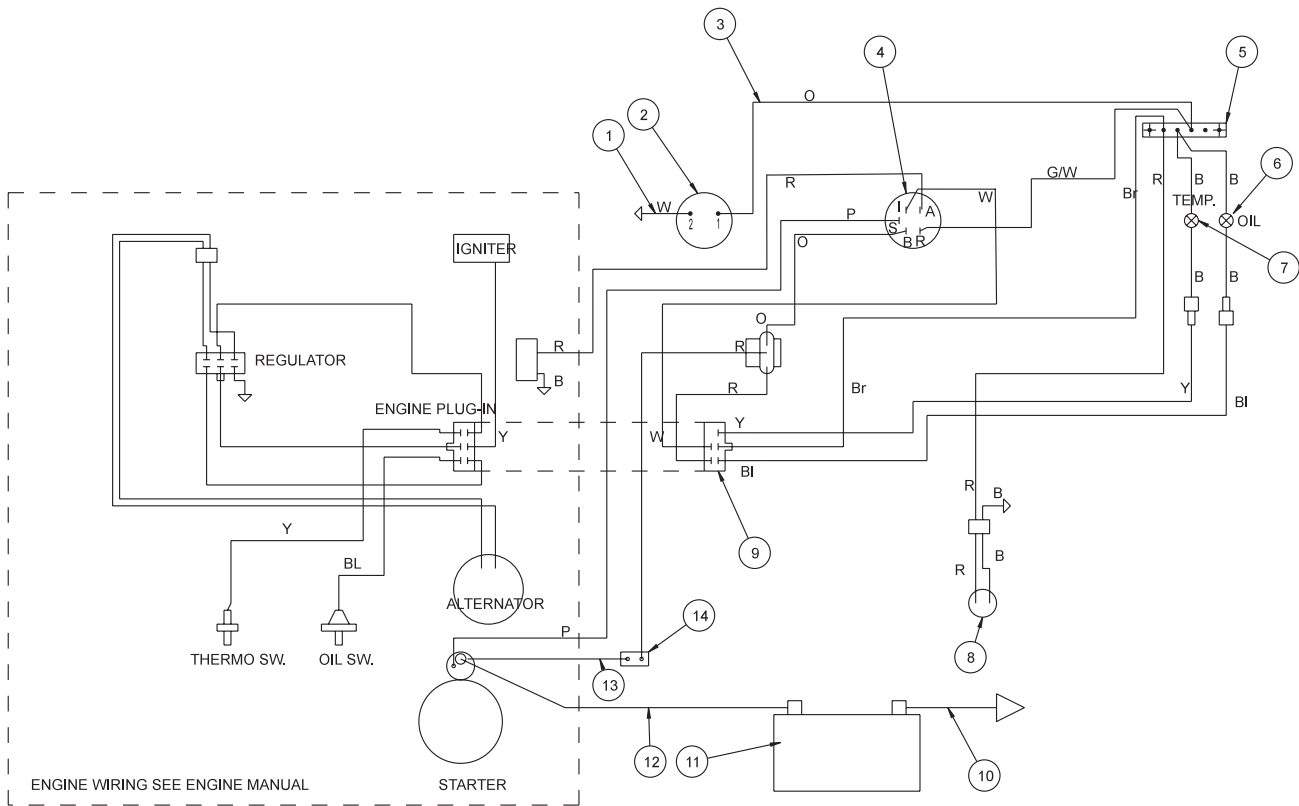 3
4
5
O
2
1
6
G/W
B
B
R
W
Br
R
TEMP.
I
A
W
P
OIL
2
1
S
IGNITER
O
B
R
7
B
B
O
REGULATOR
R
R
B
R
Br
Y
ENGINE PLUG-IN
Y
Bl
Y
W
Bl
R
B
9
Y
B
BL
R
ALTERNATOR
14
8
P
THERMO SW.
OIL SW.
13
12
11
10
ENGINE WIRING SEE ENGINE MANUAL
STARTER